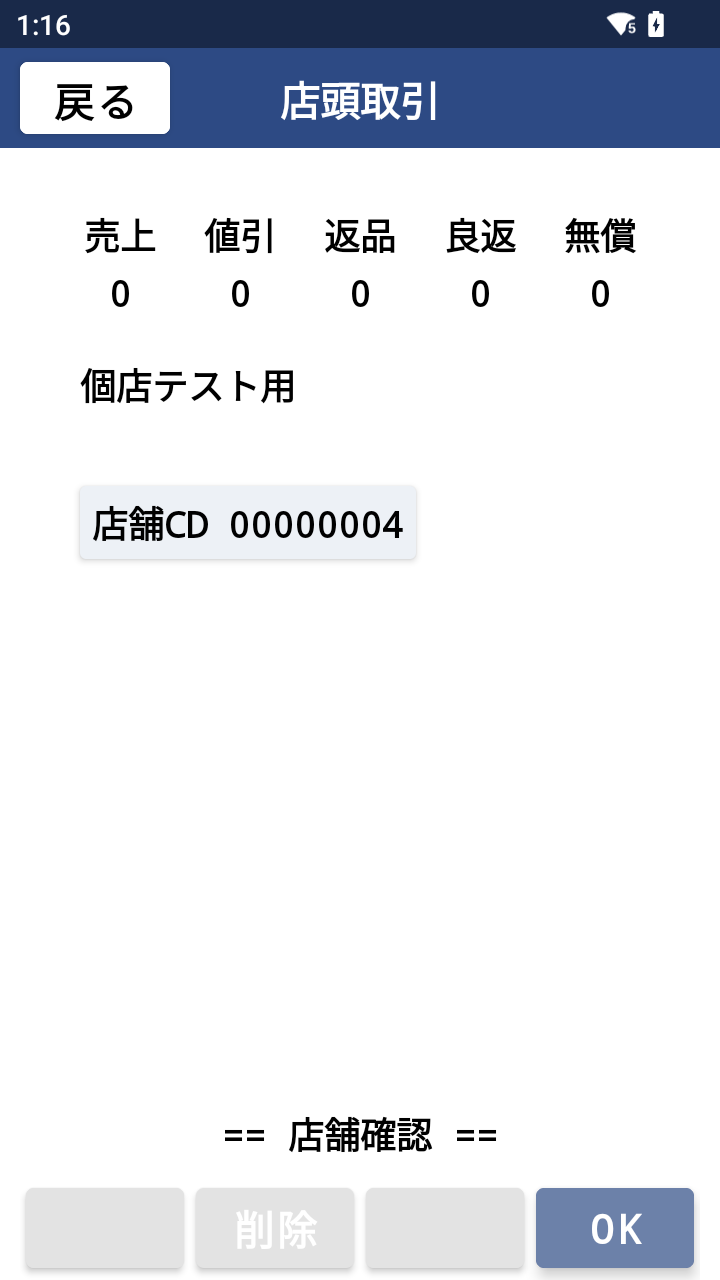 1:16
戻る 店頭取引
売上 値引 返品 良返 無償
0 0 0 0 0
個店テスト用
店舗CD 00000004
== 店舗確認 ==
削除 OK